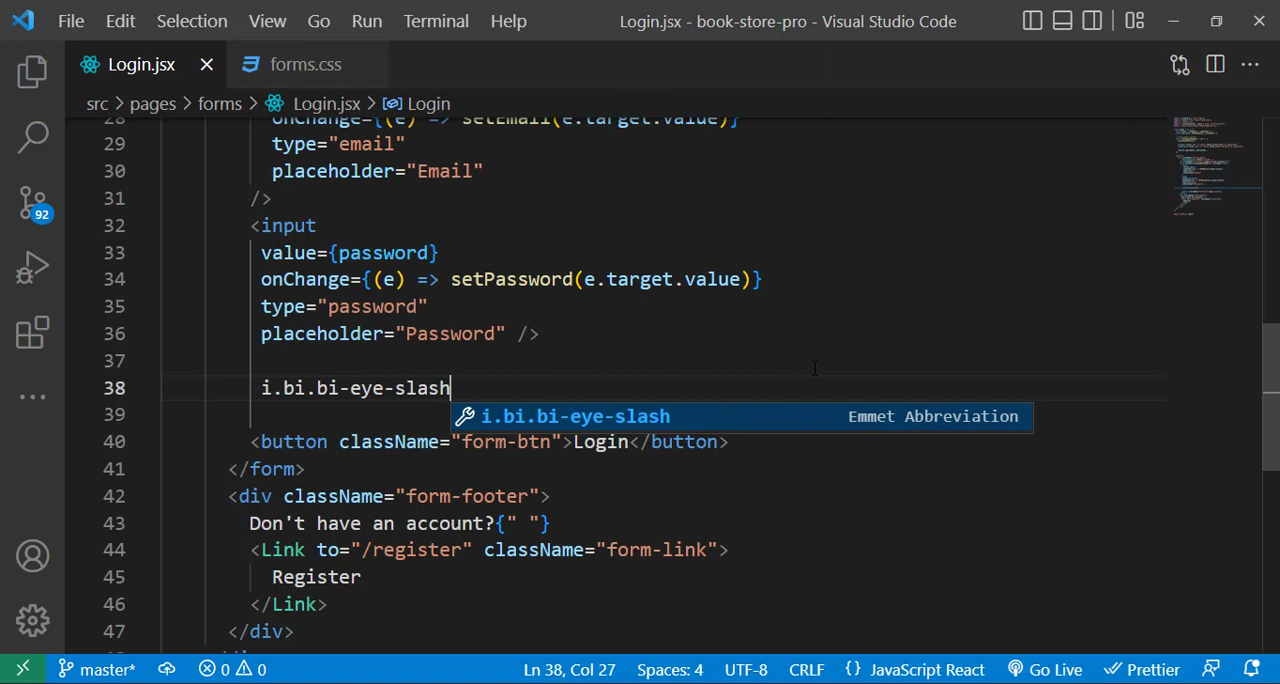 File Edit Selection View Go Run Terminal Help Login.jsx - book-store-pro - Visual Studio Code
Login.jsx forms.css
src > pages > forms > Login.jsx > Login
28 onChange={(e) => setEmail(e.target.value)}
29 type="email"
30 placeholder="Email"
31 />
32 <input
33 value={password}
34 onChange={(e) => setPassword(e.target.value)}
35 type="password"
36 placeholder="Password" />
37
38 i.bi.bi-eye-slash
39 i.bi.bi-eye-slash Emmet Abbreviation
40 <button className="form-btn">Login</button>
41 </form>
42 <div className="form-footer">
43 Don't have an account?{" "}
44 <Link to="/register" className="form-link">
45 Register
46 </Link>
47 </div>
92
master* 0 0 Ln 38, Col 27 Spaces: 4 UTF-8 CRLF {} JavaScript React Go Live Prettier